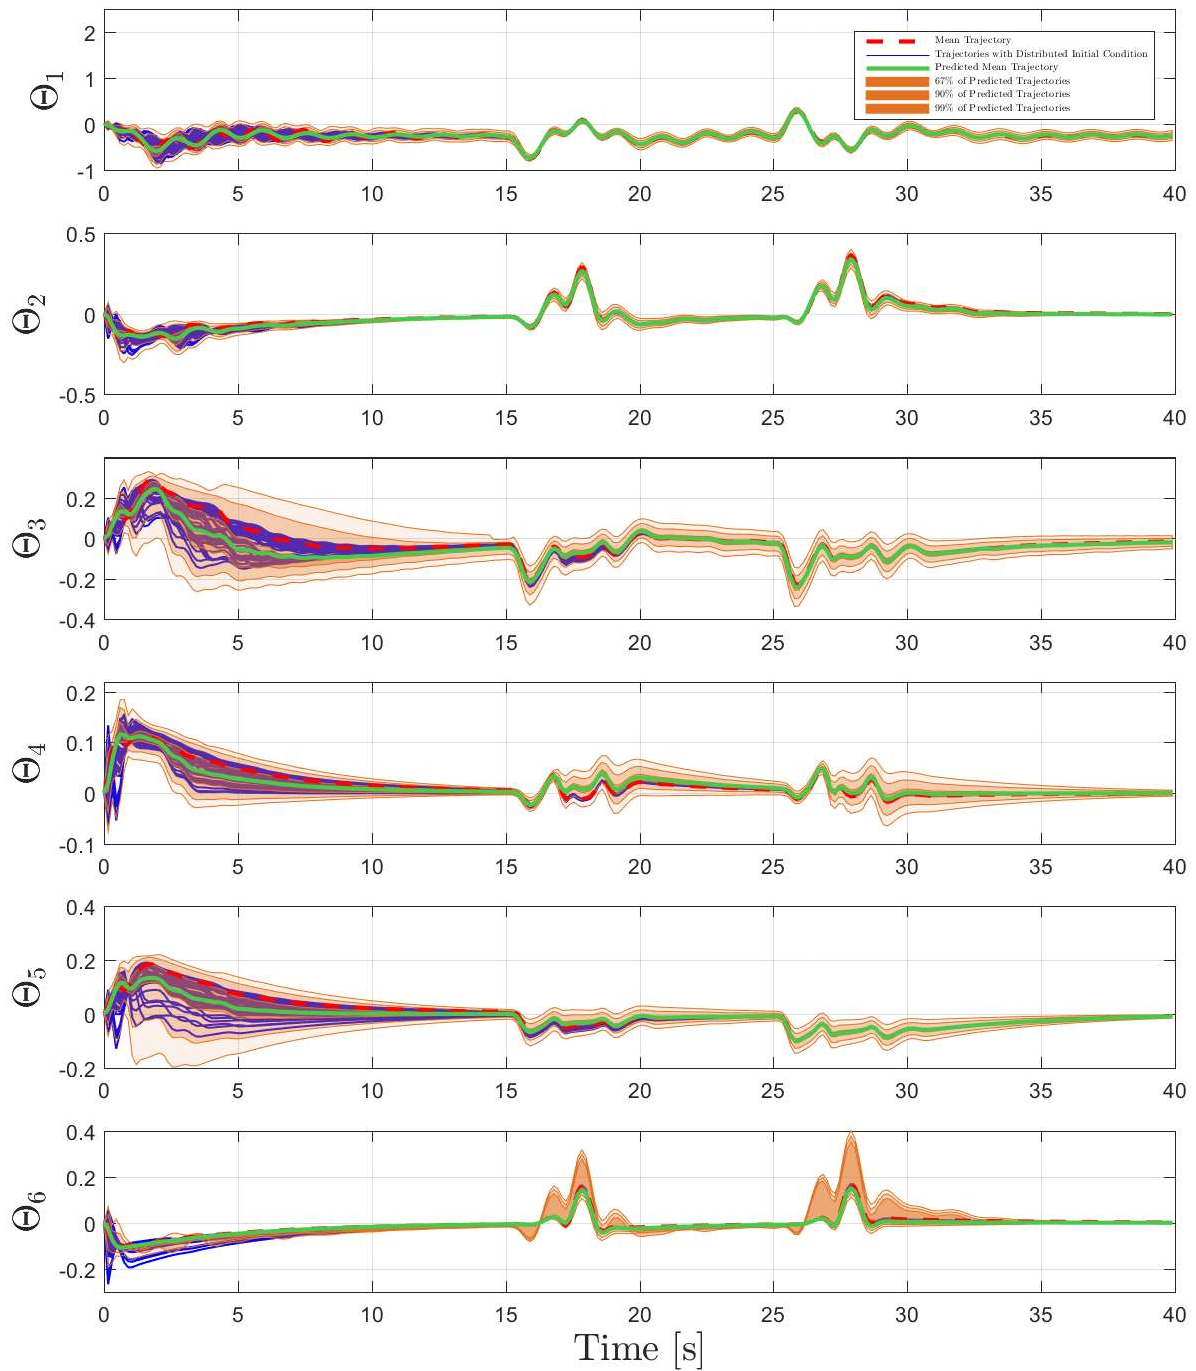 2
1
0
-1
Θ1
Mean Trajectory
Trajectories with Distributed Initial Condition
Predicted Mean Trajectory
67% of Predicted Trajectories
90% of Predicted Trajectories
99% of Predicted Trajectories
0 5 10 15 20 25 30 35 40
0.5
0
-0.5
Θ2
0 5 10 15 20 25 30 35 40
0.2
0
-0.2
-0.4
Θ3
0 5 10 15 20 25 30 35 40
0.2
0.1
0
-0.1
Θ4
0 5 10 15 20 25 30 35 40
0.4
0.2
0
-0.2
Θ5
0 5 10 15 20 25 30 35 40
0.4
0.2
0
-0.2
Θ6
0 5 10 15 20 25 30 35 40
Time [s]